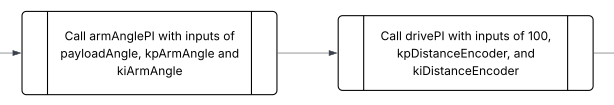 Call armAnglePI with inputs of
payloadAngle, kpArmAngle and
kiArmAngle
Call drivePI with inputs of 100,
kpDistanceEncoder, and
kiDistanceEncoder